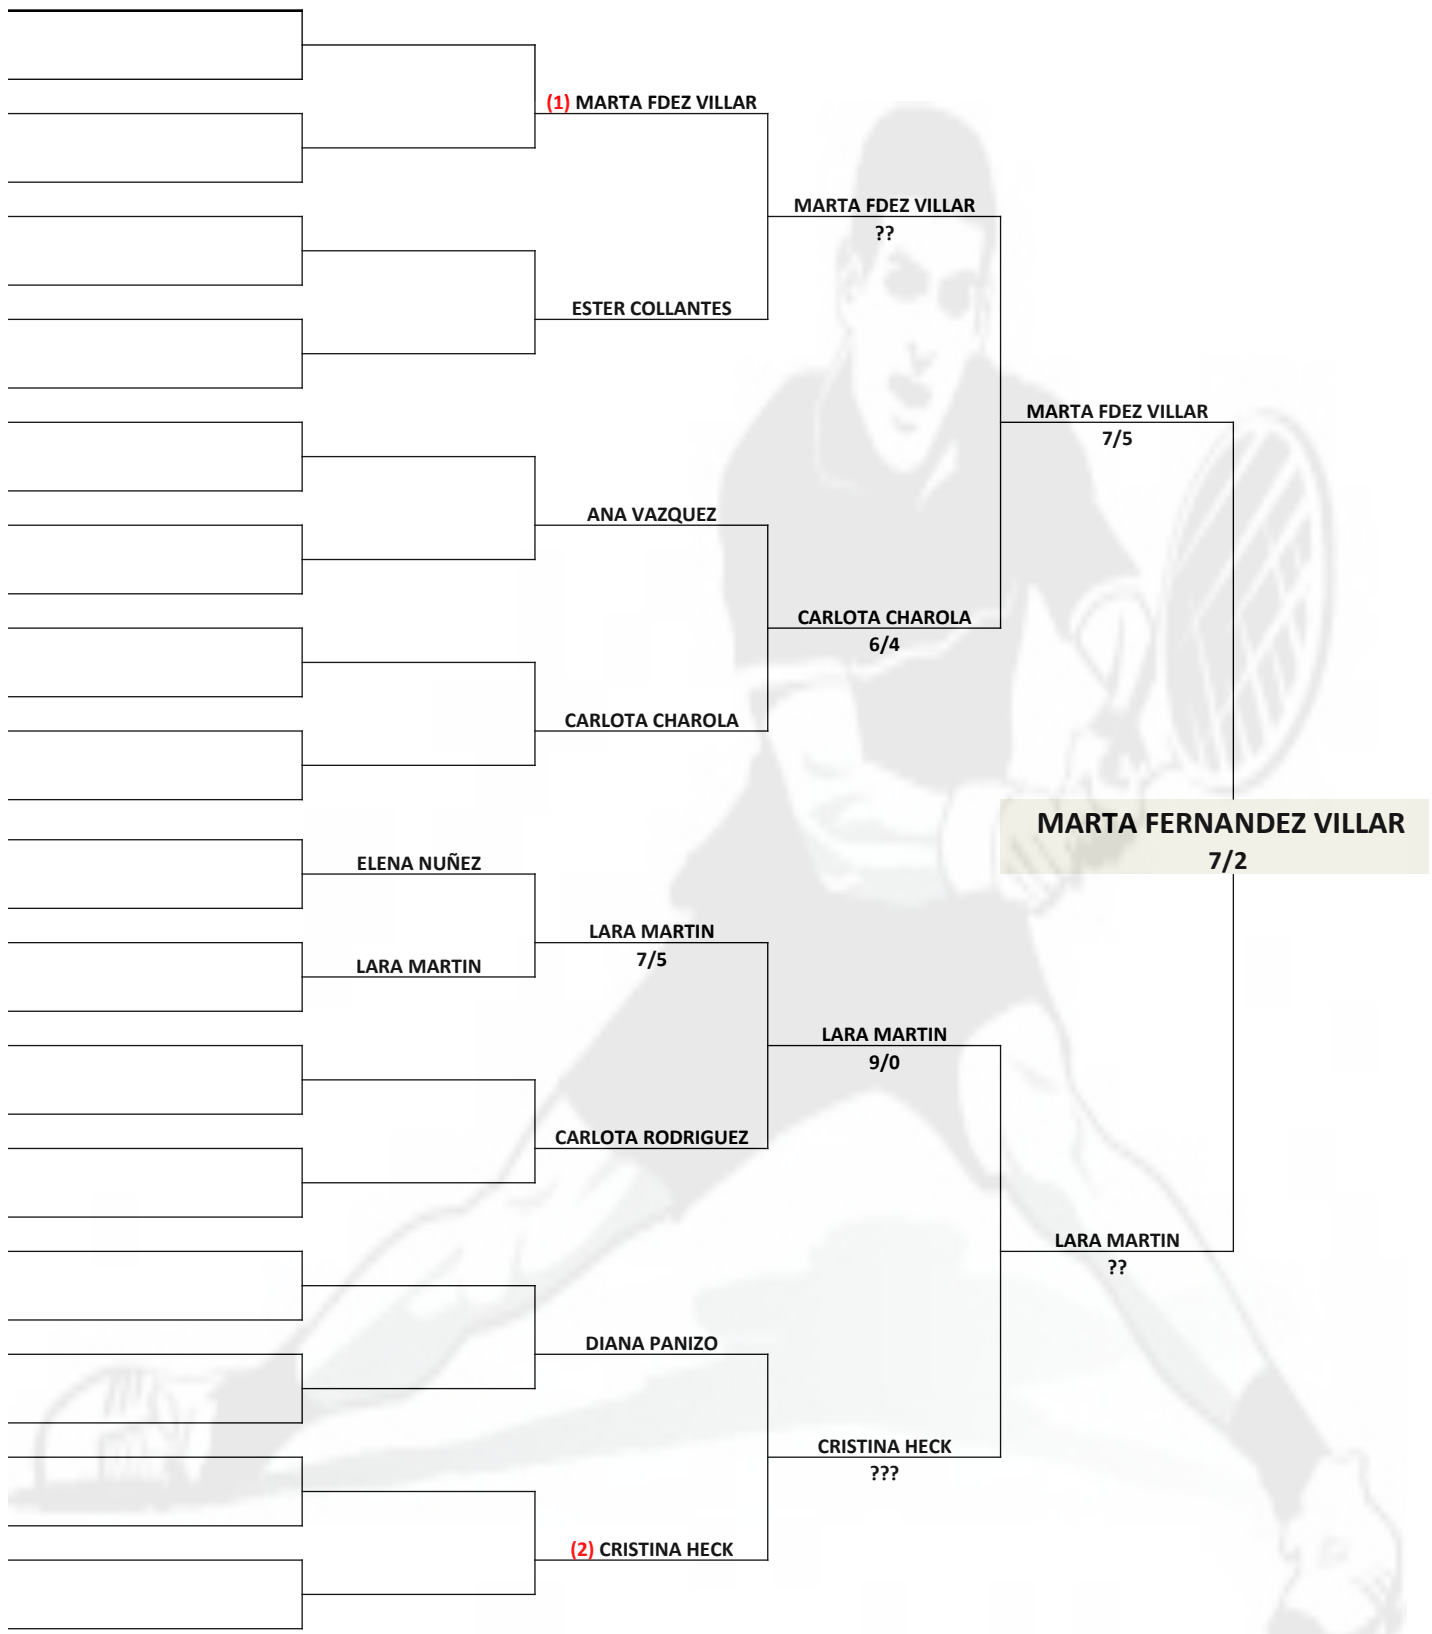 (1) MARTA FDEZ VILLAR
MARTA FDEZ VILLAR
??
ESTER COLLANTES
MARTA FDEZ VILLAR
7/5
ANA VAZQUEZ
CARLOTA CHAROLA
6/4
CARLOTA CHAROLA
MARTA FERNANDEZ VILLAR
7/2
ELENA NUÑEZ
LARA MARTIN
7/5
LARA MARTIN
LARA MARTIN
9/0
CARLOTA RODRIGUEZ
LARA MARTIN
??
DIANA PANIZO
CRISTINA HECK
???
(2) CRISTINA HECK